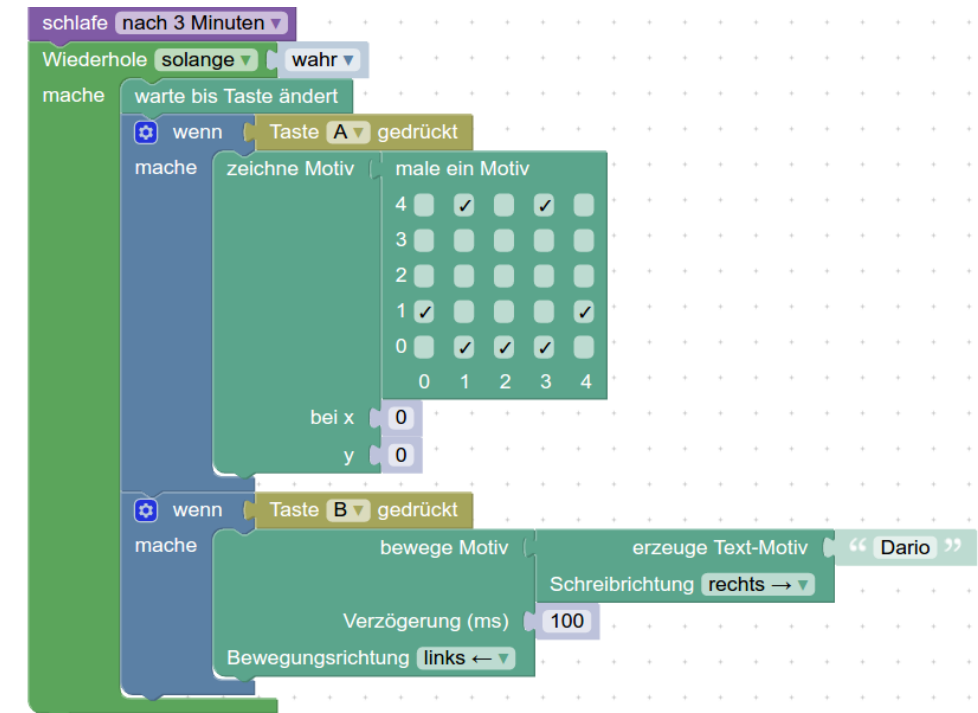 schlafe nach 3 Minuten ▾
Wiederhole solange ▾ wahr ▾
mache warte bis Taste ändert
wenn Taste A ▾ gedrückt
mache zeichne Motiv male ein Motiv
4 ✓ ✓
3
2
1 ✓ ✓
0 ✓ ✓ ✓
0 1 2 3 4
bei x 0
y 0
wenn Taste B ▾ gedrückt
mache bewege Motiv erzeuge Text-Motiv “ Dario ”
Schreibrichtung rechts → ▾
Verzögerung (ms) 100
Bewegungsrichtung links ← ▾